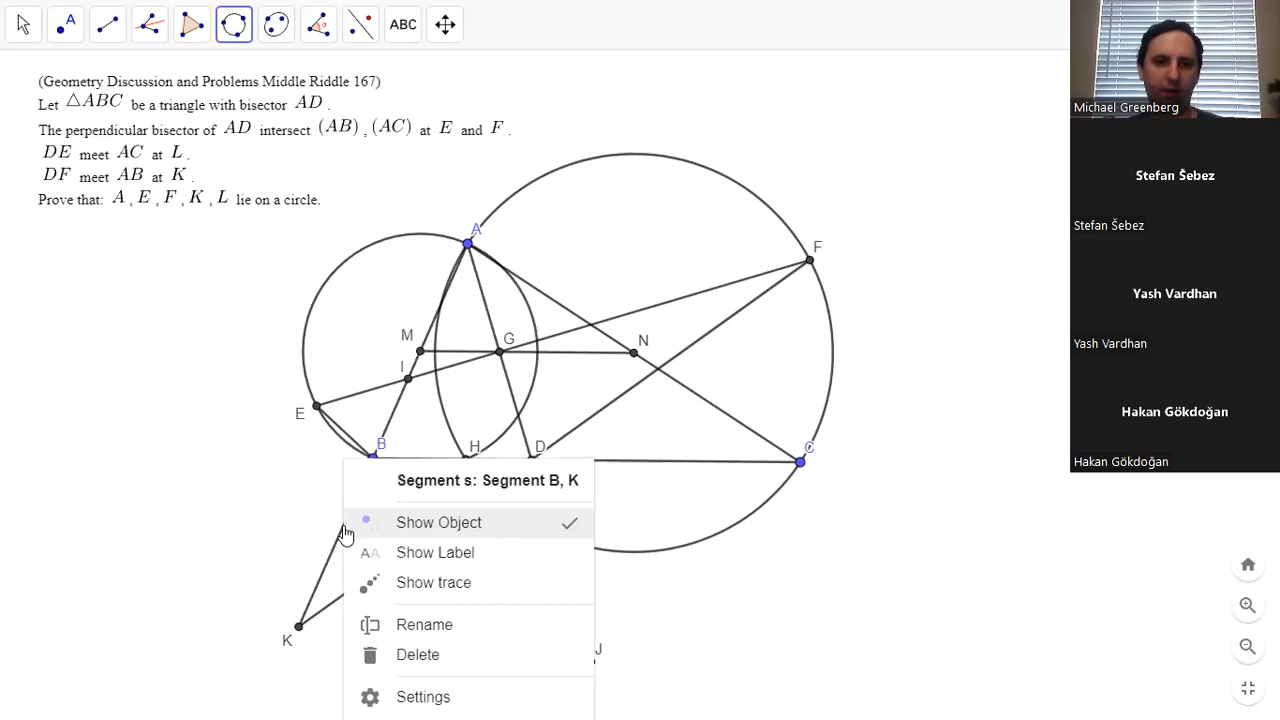 A
ABC
(Geometry Discussion and Problems Middle Riddle 167)
Let △ABC be a triangle with bisector AD .
The perpendicular bisector of AD intersect (AB) , (AC) at E and F .
DE meet AC at L .
DF meet AB at K .
Prove that: A , E , F , K , L lie on a circle.
A
F
M
G
N
I
E
B
H
D
C
K
J
Segment s: Segment B, K
Show Object
AA Show Label
Show trace
Rename
Delete
Settings
Michael Greenberg
Stefan Šebez
Stefan Šebez
Yash Vardhan
Yash Vardhan
Hakan Gökdoğan
Hakan Gökdoğan